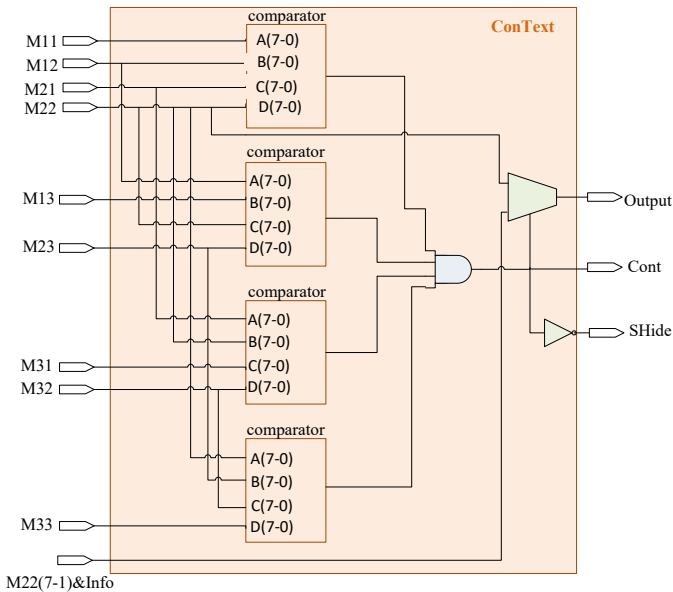 comparator
ConText
M11
A(7-0)
M12
B(7-0)
M21
C(7-0)
M22
D(7-0)
comparator
A(7-0)
M13
B(7-0)
Output
C(7-0)
M23
D(7-0)
Cont
comparator
A(7-0)
SHide
B(7-0)
M31
C(7-0)
M32
D(7-0)
comparator
A(7-0)
B(7-0)
C(7-0)
M33
D(7-0)
M22(7-1)&Info